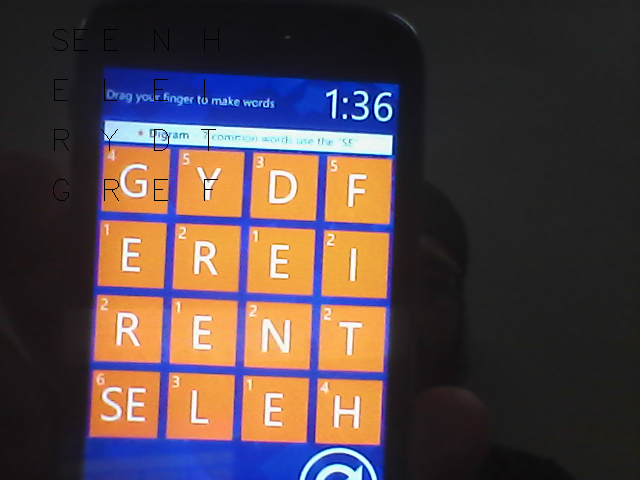 SE E N H
E L E I
R Y D T
G R E F
Drag your finger to make words
1:36
* Digram - 7 common words use the "SE"
4 G 5 Y 3 D 5 F
1 E 2 R 1 E 2 I
2 R 1 E 2 N 2 T
6 SE 3 L 1 E 4 H